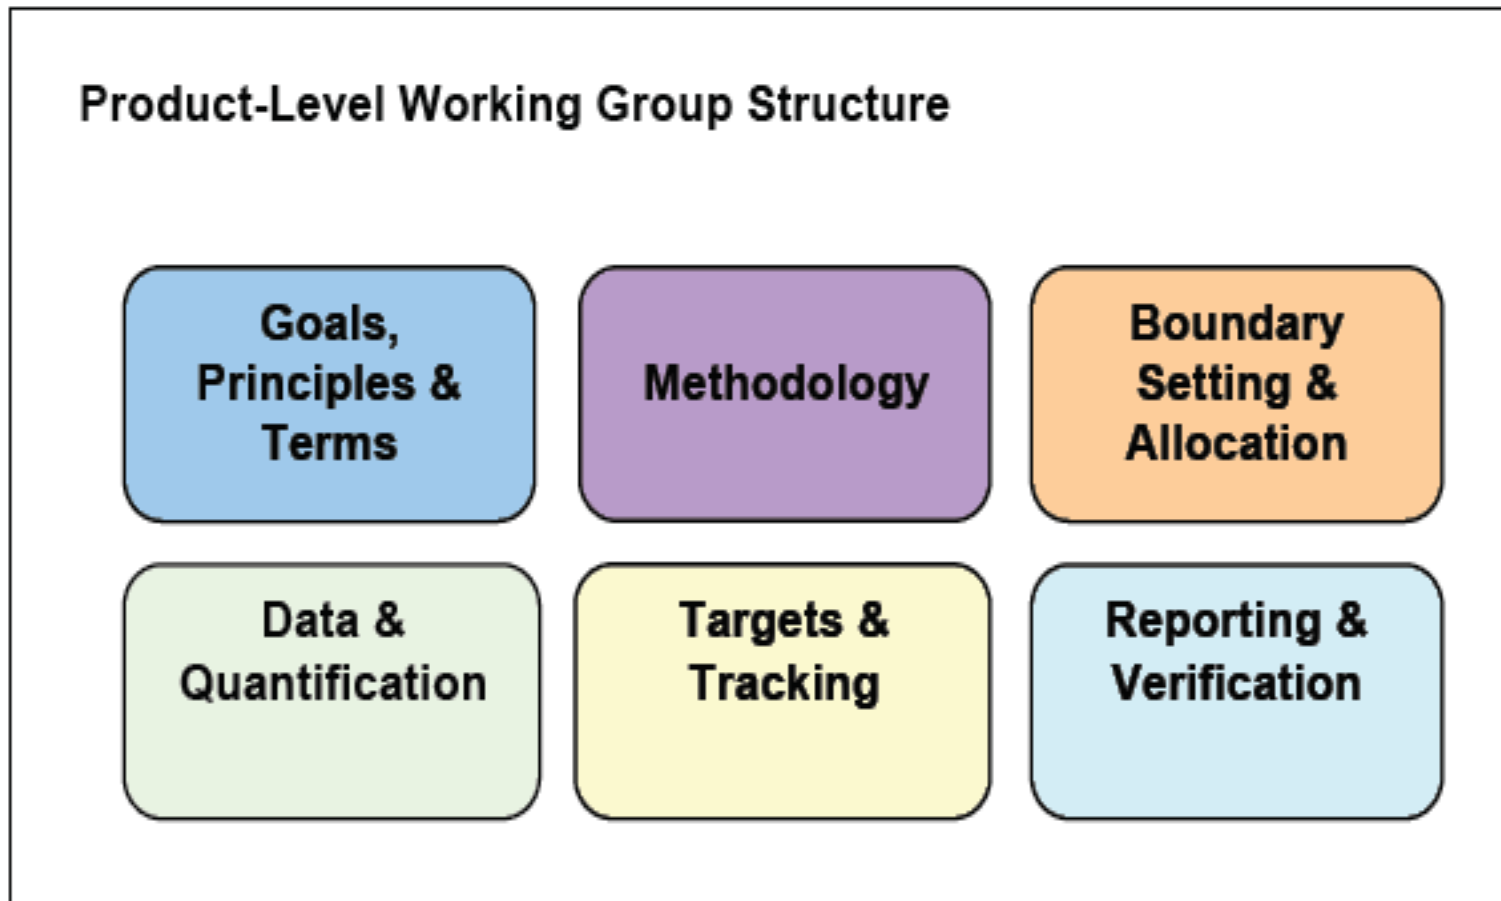 Product-Level Working Group Structure
Goals,
Principles &
Terms
Methodology
Boundary
Setting &
Allocation
Data &
Quantification
Targets &
Tracking
Reporting &
Verification